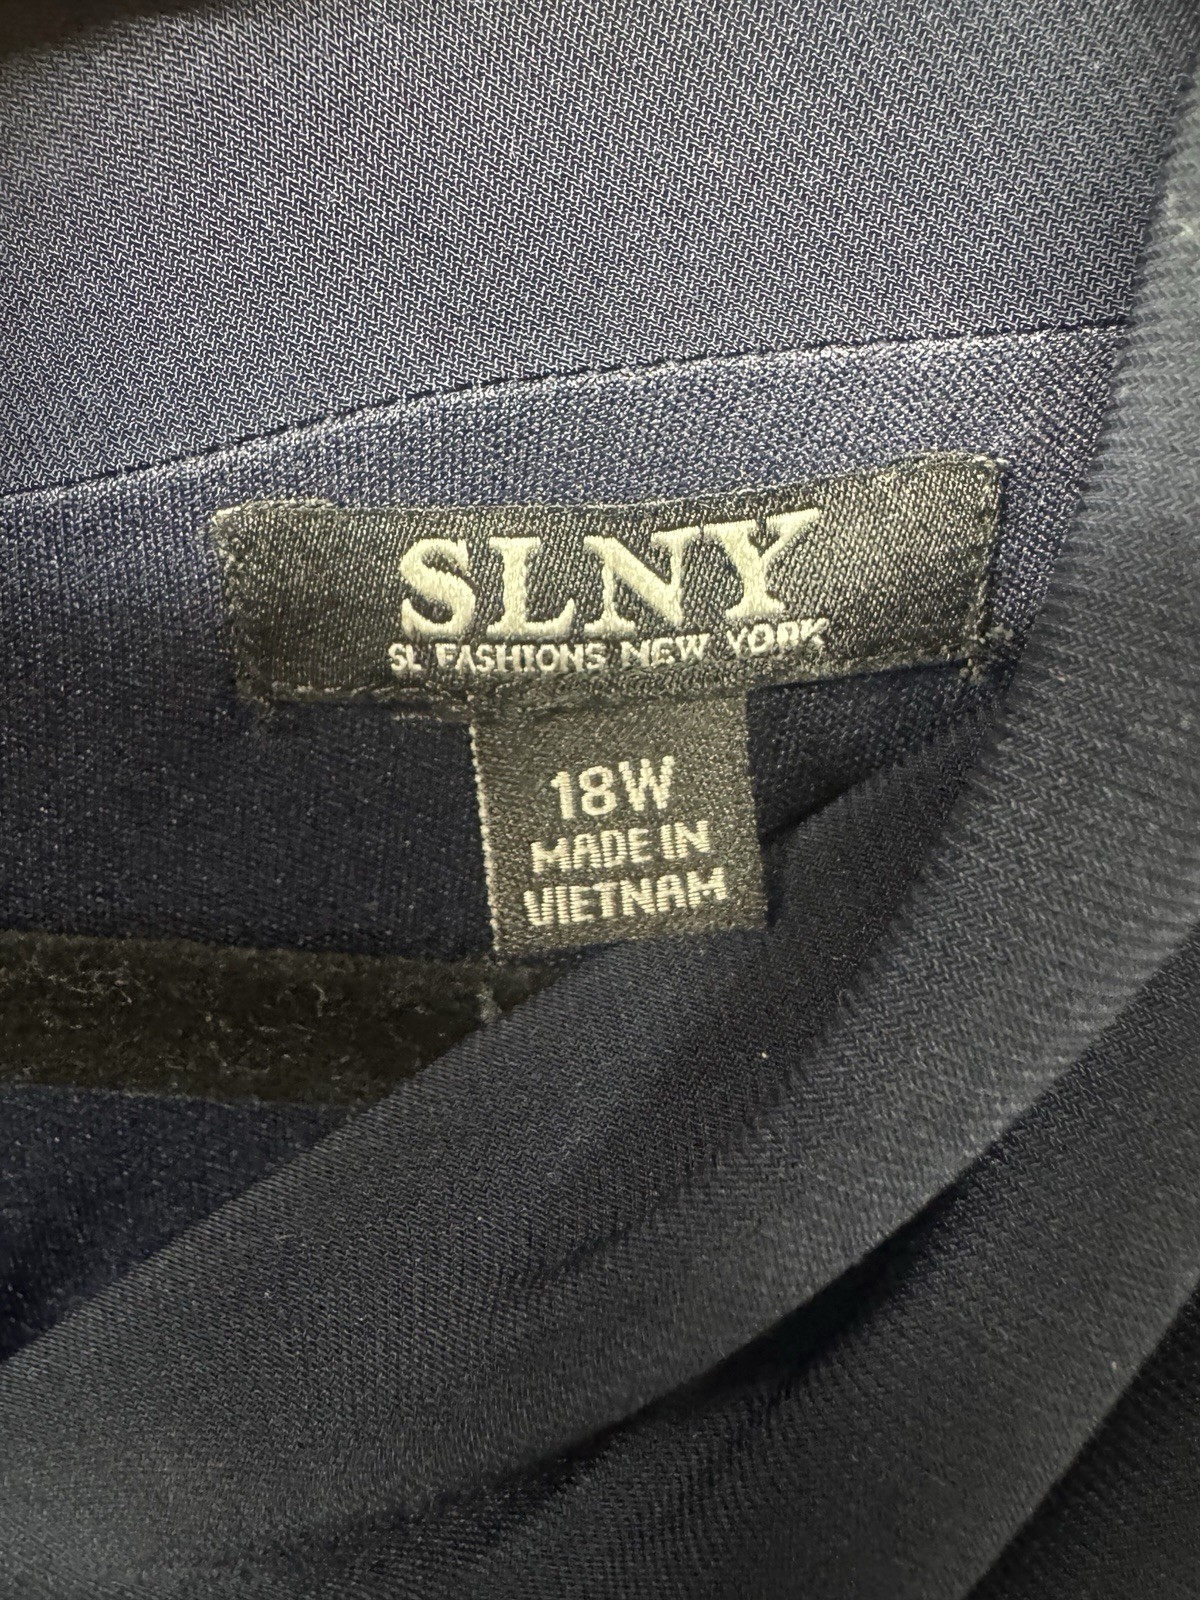 SLNY
SL FASHIONS NEW YORK
18W
MADE IN
VIETNAM